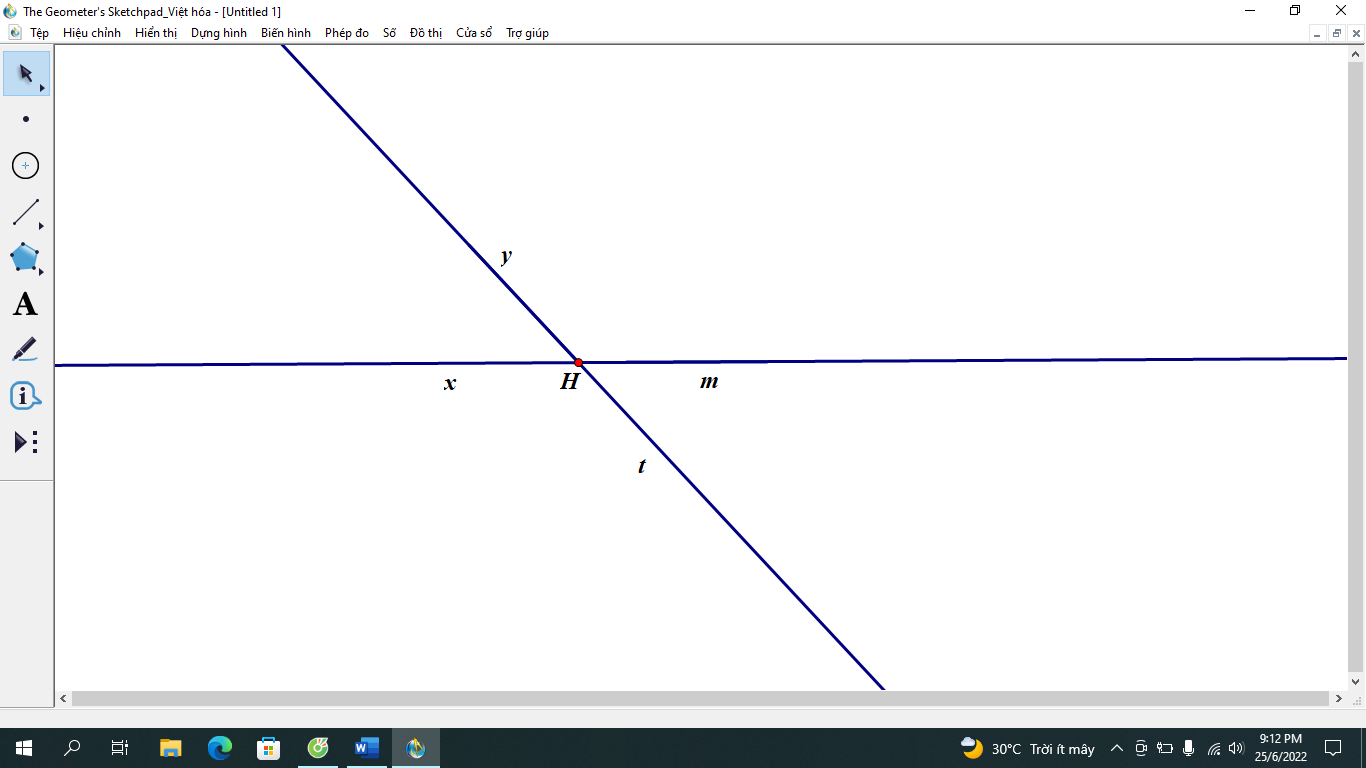 The Geometer's Sketchpad_Việt hóa - [Untitled 1]
Tệp Hiệu chỉnh Hiển thị Dựng hình Biến hình Phép đo Số Đồ thị Cửa sổ Trợ giúp
A
y
x H m
t
30°C Trời ít mây
9:12 PM
25/6/2022